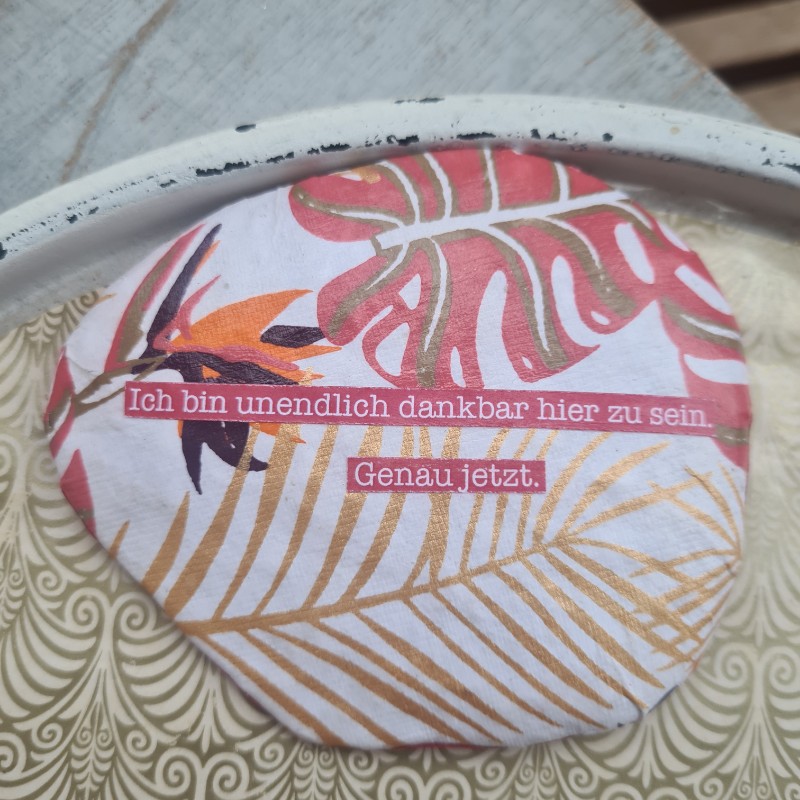 Ich bin unendlich dankbar hier zu sein.
Genau jetzt.